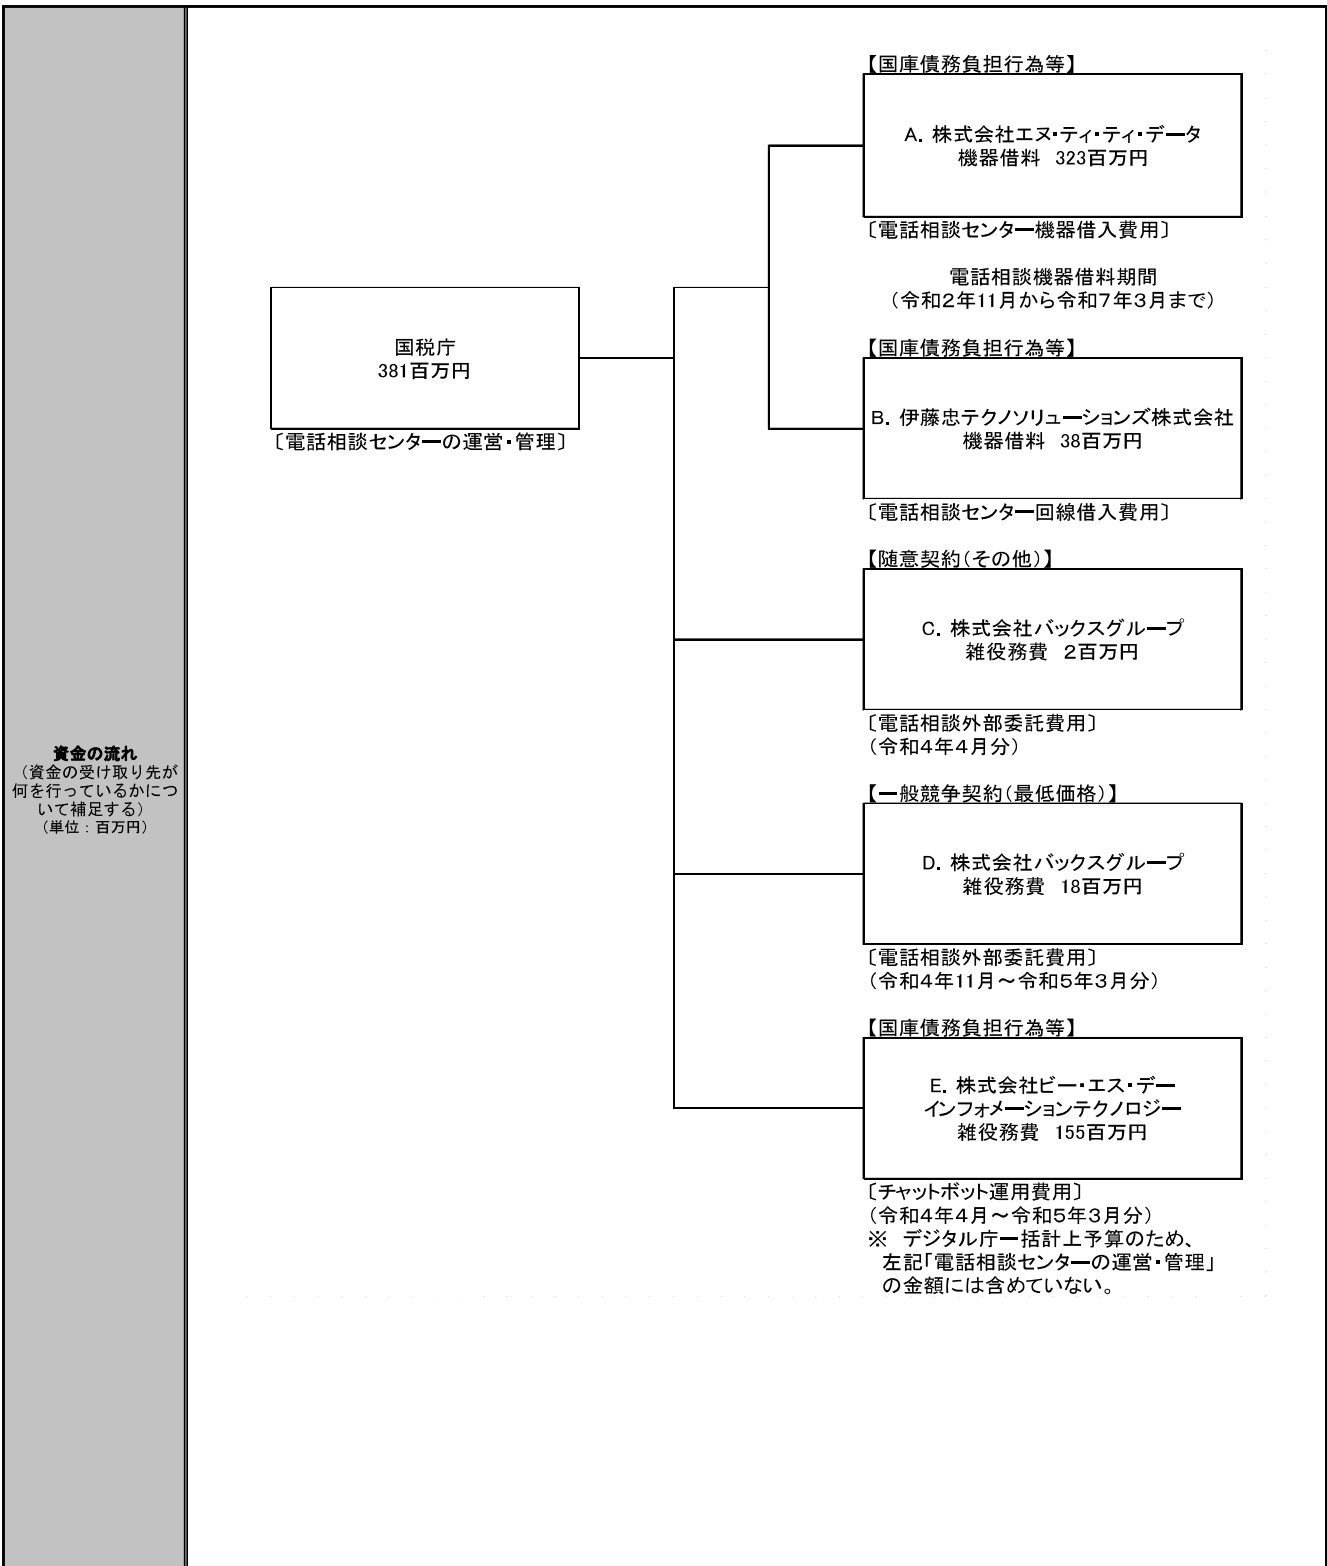 資金の流れ
（資金の受け取り先が
何を行っているかにつ
いて補足する）
（単位：百万円）
国税庁
381百万円
〔電話相談センターの運営・管理〕
【国庫債務負担行為等】
A．株式会社エヌ・ティ・ティ・データ
機器借料　323百万円
〔電話相談センター機器借入費用〕
電話相談機器借料期間
（令和2年11月から令和7年3月まで）
【国庫債務負担行為等】
B．伊藤忠テクノソリューションズ株式会社
機器借料　38百万円
〔電話相談センター回線借入費用〕
【随意契約（その他）】
C．株式会社バックスグループ
雑役務費　2百万円
〔電話相談外部委託費用〕
（令和4年4月分）
【一般競争契約（最低価格）】
D．株式会社バックスグループ
雑役務費　18百万円
〔電話相談外部委託費用〕
（令和4年11月～令和5年3月分）
【国庫債務負担行為等】
E．株式会社ビー・エス・デー
インフォメーションテクノロジー
雑役務費　155百万円
〔チャットボット運用費用〕
（令和4年4月～令和5年3月分）
※　デジタル庁一括計上予算のため、
左記「電話相談センターの運営・管理」
の金額には含めていない。